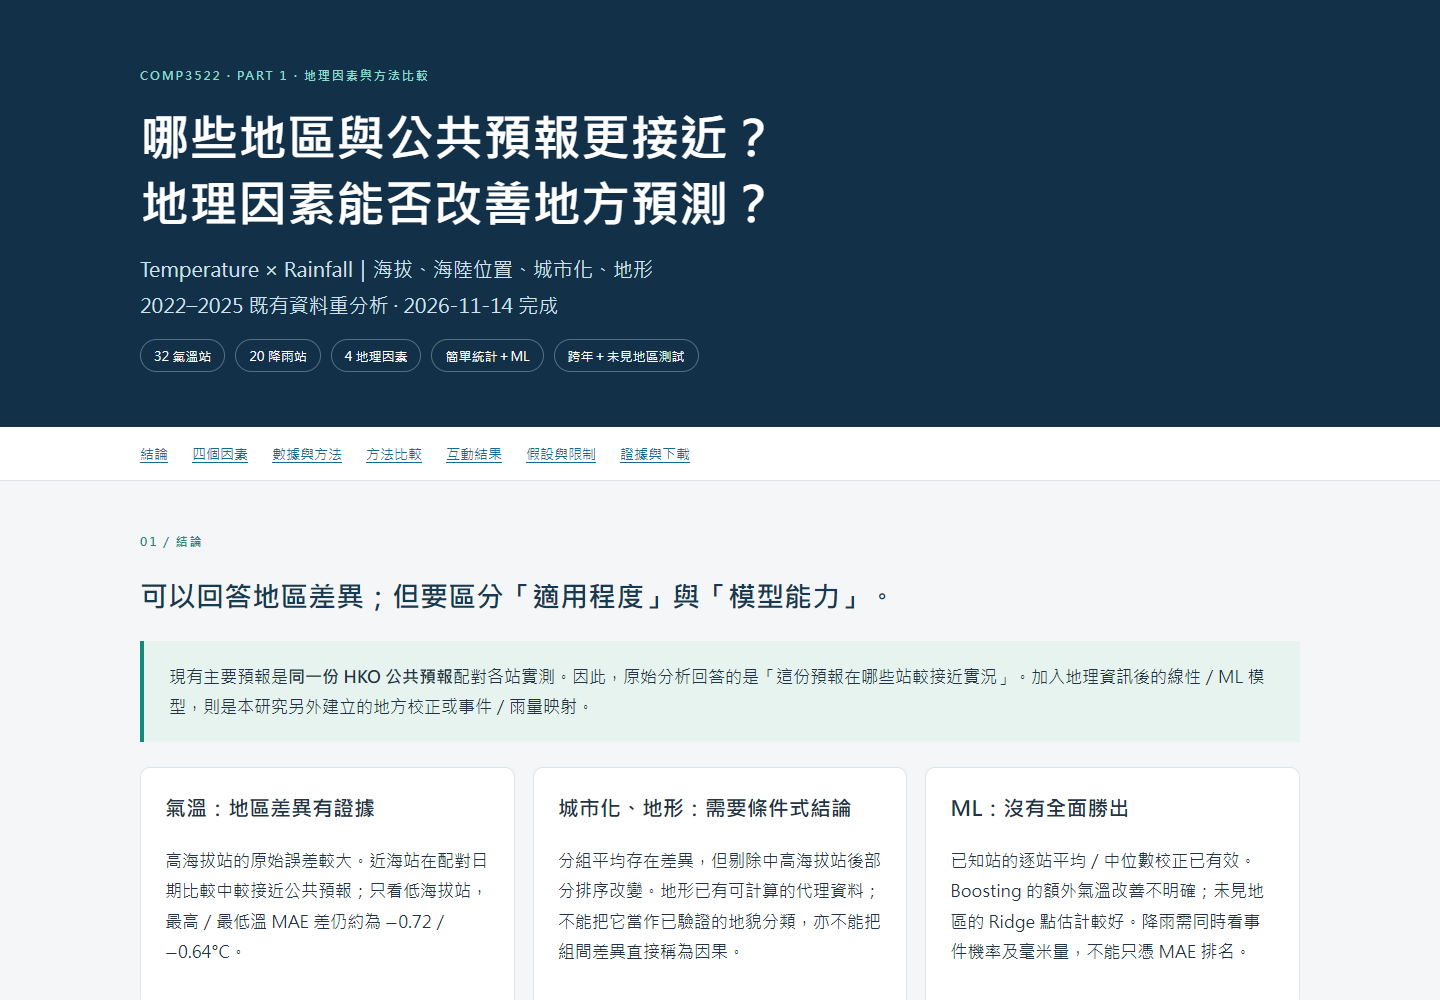 COMP3522 · PART 1 · 地理因素與方法比較
哪些地區與公共預報更接近？
地理因素能否改善地方預測？
Temperature × Rainfall｜海拔、海陸位置、城市化、地形
2022–2025 既有資料重分析 · 2026-11-14 完成
32 氣溫站
20 降雨站
4 地理因素
簡單統計＋ML
跨年＋未見地區測試
結論
四個因素
數據與方法
方法比較
互動結果
假設與限制
證據與下載
01 / 結論
可以回答地區差異；但要區分「適用程度」與「模型能力」。
現有主要預報是同一份 HKO 公共預報配對各站實測。因此，原始分析回答的是「這份預報在哪些站較接近實況」。加入地理資訊後的線性 / ML 模
型，則是本研究另外建立的地方校正或事件 / 雨量映射。
氣溫：地區差異有證據
高海拔站的原始誤差較大。近海站在配對日
期比較中較接近公共預報；只看低海拔站，
最高 / 最低溫 MAE 差仍約為 −0.72 /
−0.64°C。
城市化、地形：需要條件式結論
分組平均存在差異，但剔除中高海拔站後部
分排序改變。地形已有可計算的代理資料；
不能把它當作已驗證的地貌分類，亦不能把
組間差異直接稱為因果。
ML：沒有全面勝出
已知站的逐站平均 / 中位數校正已有效。
Boosting 的額外氣溫改善不明確；未見地
區的 Ridge 點估計較好。降雨需同時看事
件機率及毫米量，不能只憑 MAE 排名。